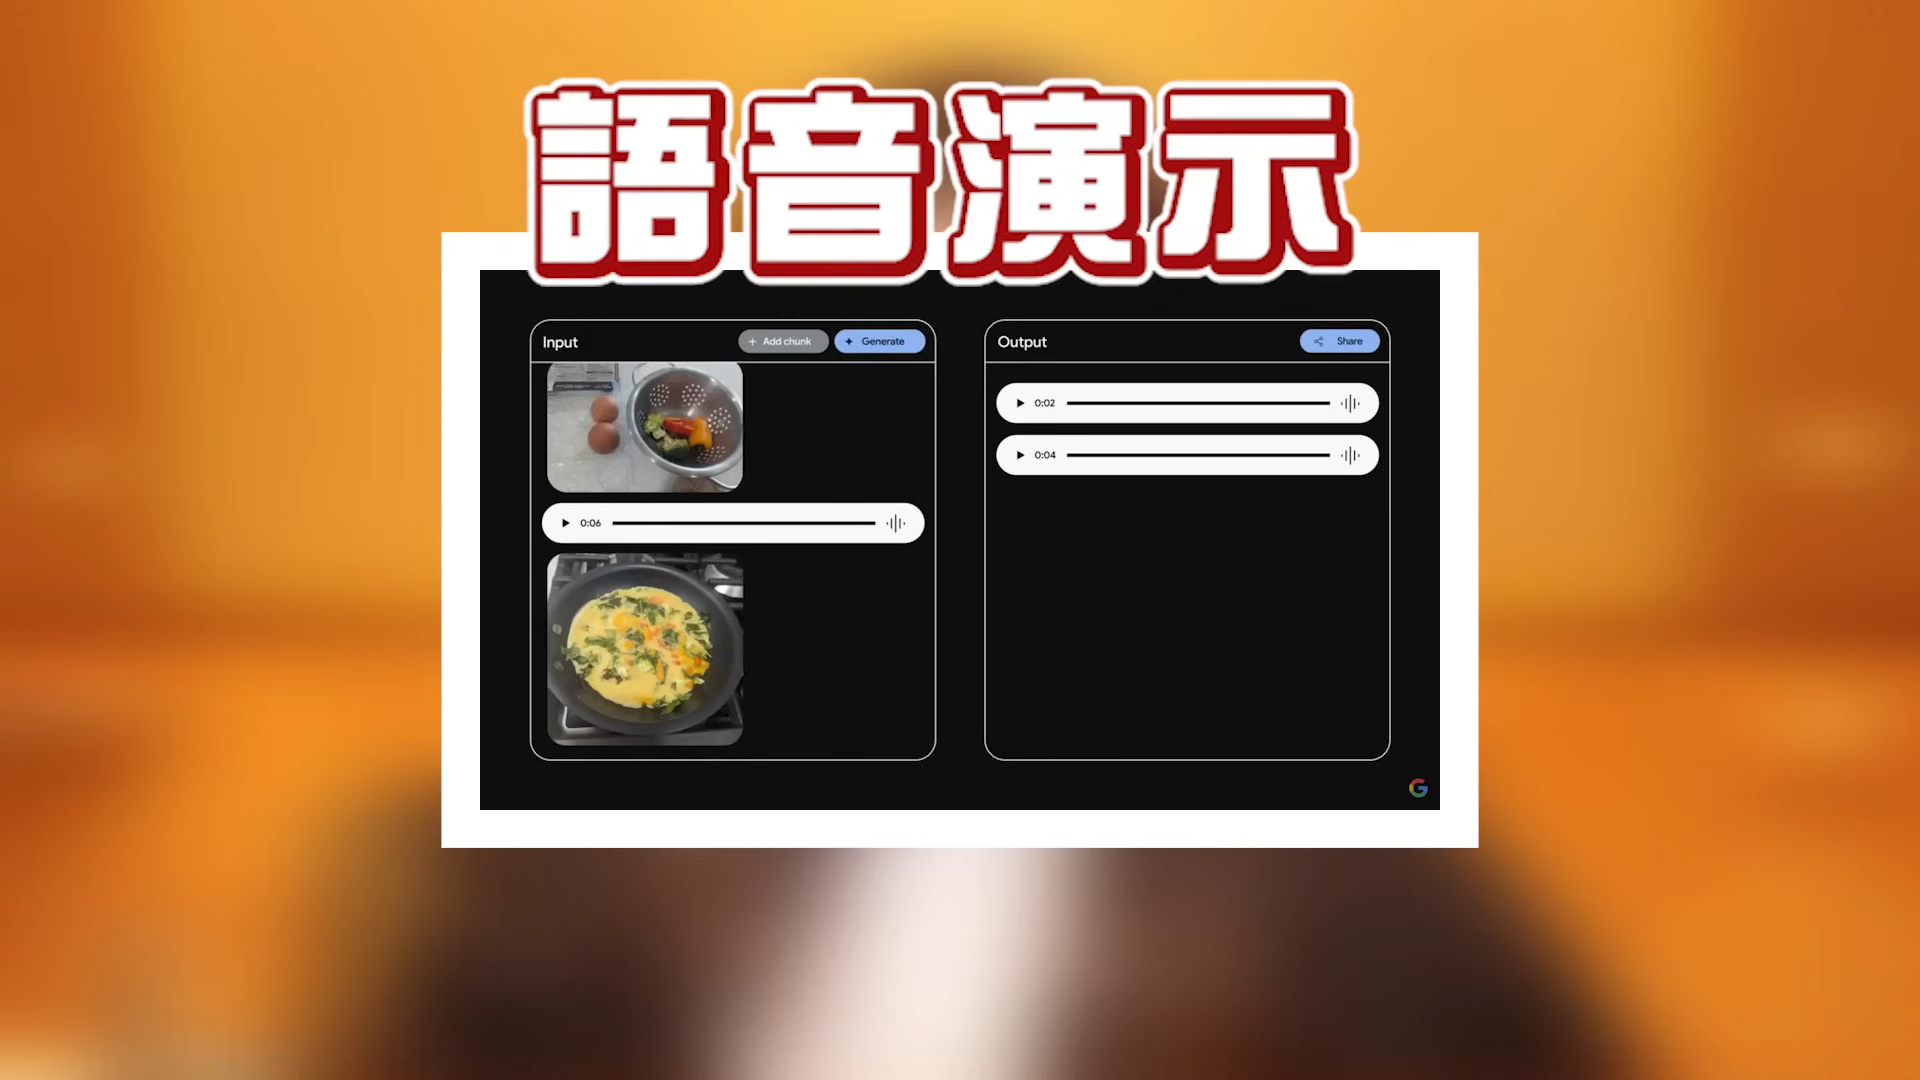 語音演示
Input
+ Add chunk
Generate
Output
Share
0:02
0:04
0:06